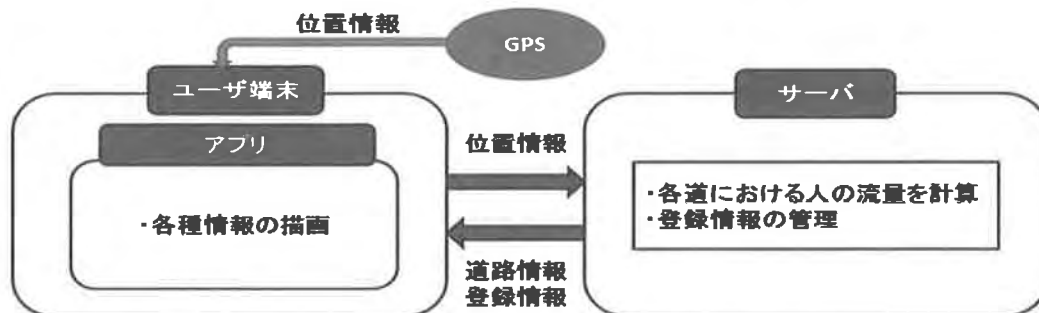 位置情報
GPS
ユーザ端末
サーバ
アプリ
位置情報
・各種情報の描画
・各道における人の流量を計算
・登録情報の管理
道路情報
登録情報